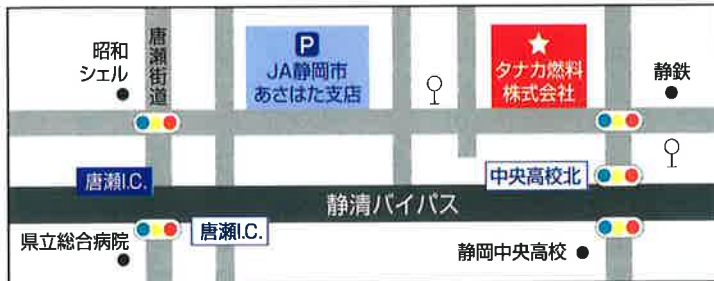 昭和
シェル
唐瀬街道
P
JA静岡市
あさはた支店
★
タナカ燃料
株式会社
静鉄
唐瀬I.C.
中央高校北
静清バイパス
県立総合病院
唐瀬I.C.
静岡中央高校